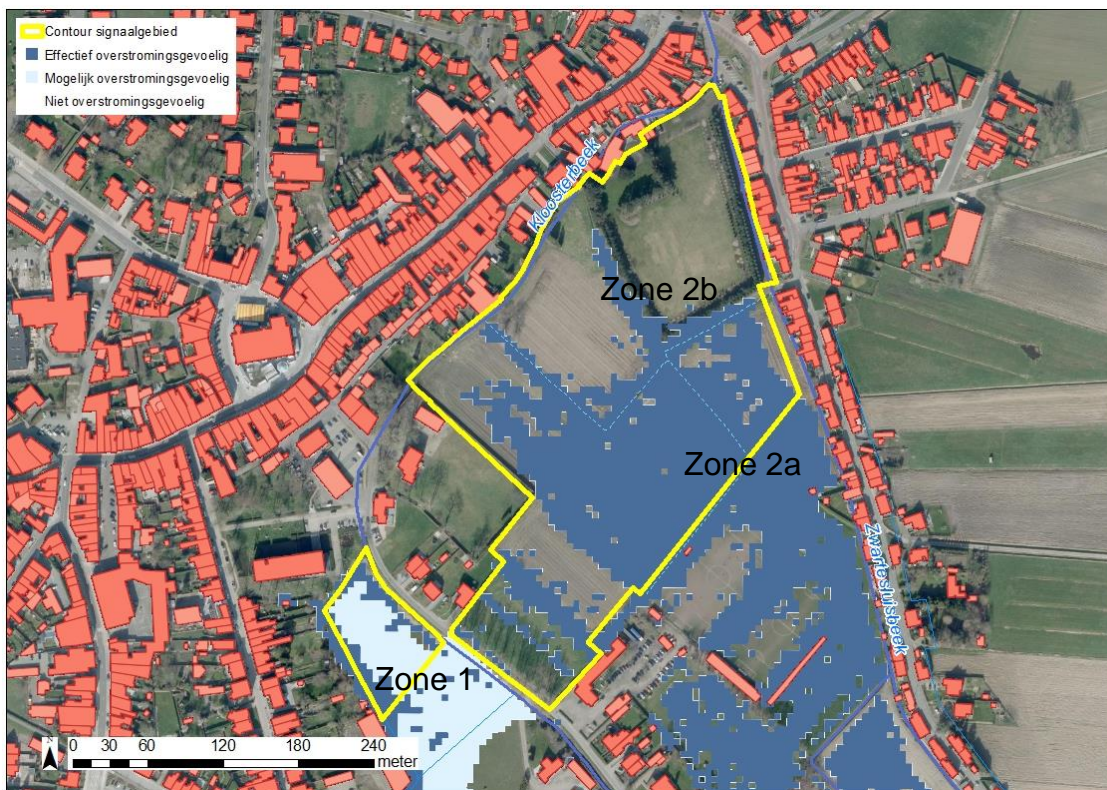 Contour signaalgebied
Effectief overstromingsgevoelig
Mogelijk overstromingsgevoelig
Niet overstromingsgevoelig
Kloosterbeek
Zone 2b
Zone 2a
Zwartesluisbeek
Zone 1
N
0 30 60 120 180 240
meter